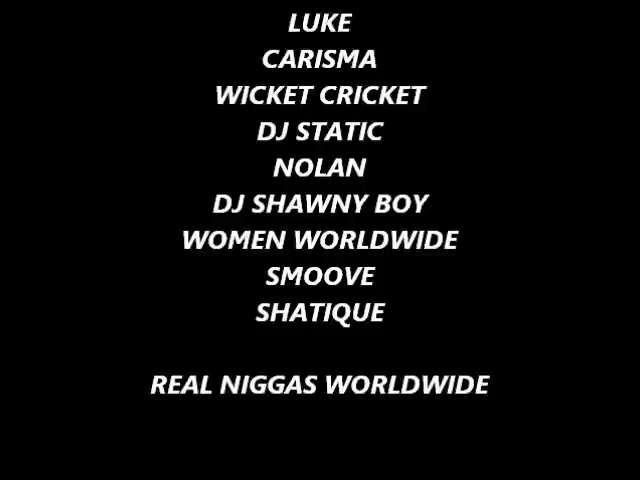 LUKE
CARISMA
WICKET CRICKET
DJ STATIC
NOLAN
DJ SHAWNY BOY
WOMEN WORLDWIDE
SMOOVE
SHATIQUE
REAL NIGGAS WORLDWIDE